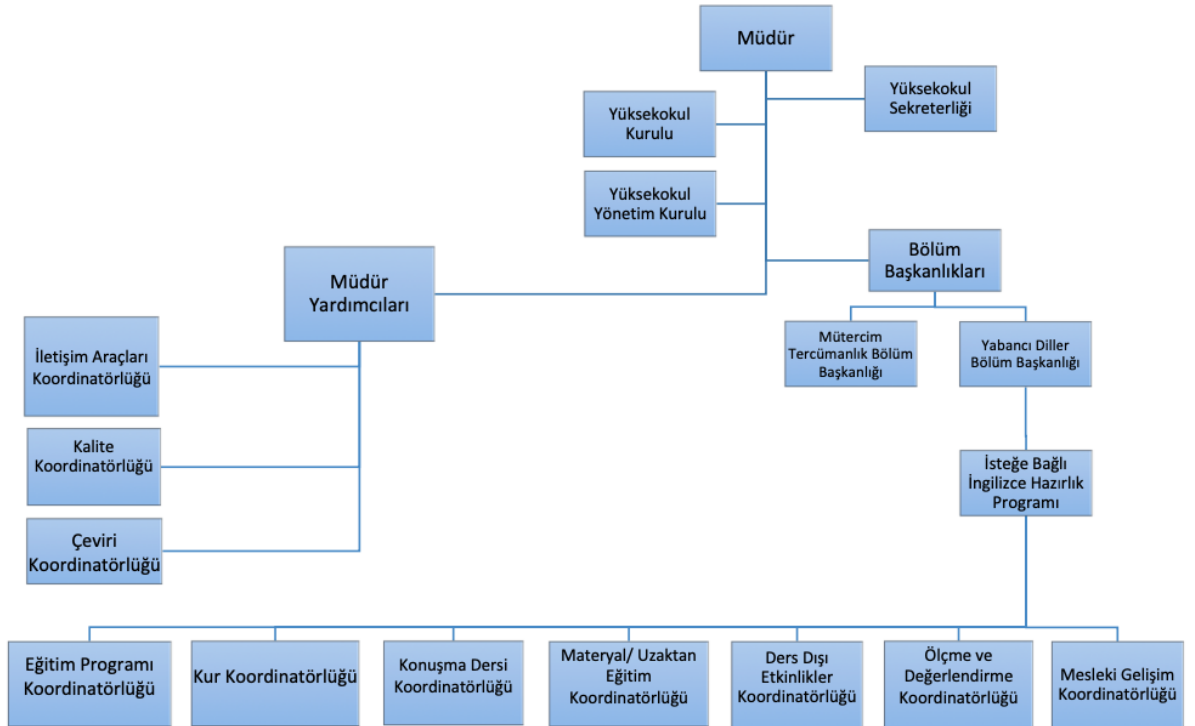 Müdür
Yüksekokul
Sekreterliği
Yüksekokul
Kurulu
Yüksekokul
Yönetim Kurulu
Bölüm
Başkanlıkları
Müdür
Yardımcıları
Mütercim
Tercümanlık Bölüm
Başkanlığı
Yabancı Diller
Bölüm Başkanlığı
İletişim Araçları
Koordinatörlüğü
Kalite
Koordinatörlüğü
İsteğe Bağlı
İngilizce Hazırlık
Programı
Çeviri
Koordinatörlüğü
Eğitim Programı
Koordinatörlüğü
Kur Koordinatörlüğü
Konuşma Dersi
Koordinatörlüğü
Materyal/ Uzaktan
Eğitim
Koordinatörlüğü
Ders Dışı
Etkinlikler
Koordinatörlüğü
Ölçme ve
Değerlendirme
Koordinatörlüğü
Mesleki Gelişim
Koordinatörlüğü